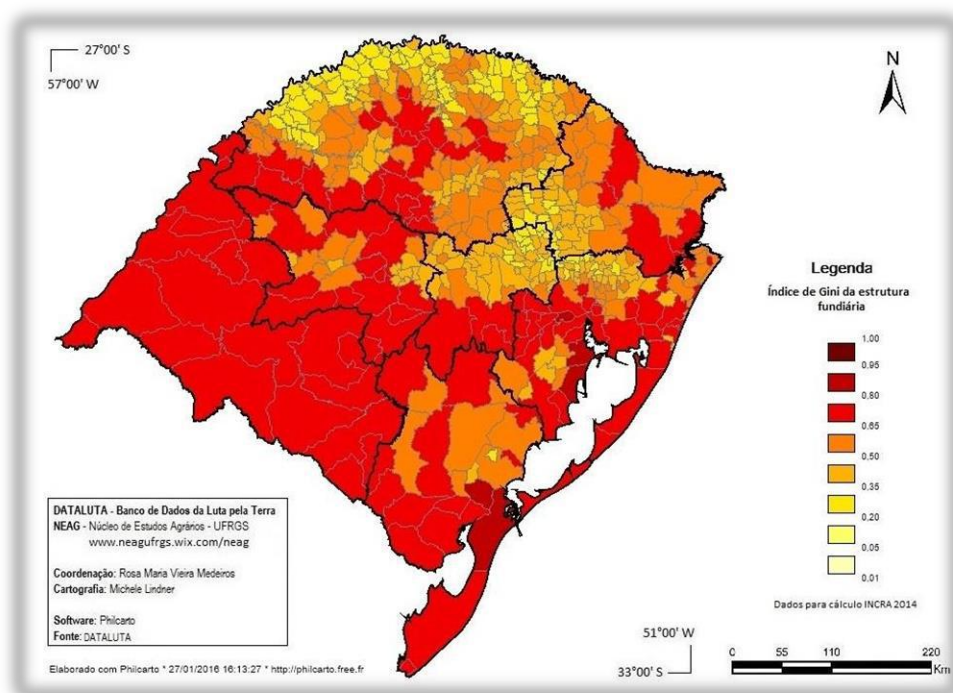 27°00' S
57°00' W
N
Legenda
Índice de Gini da estrutura
fundiária
1,00
0,95
0,80
0,65
0,50
0,35
0,20
0,05
0,01
Dados para cálculo INCRA 2014
DATALUTA - Banco de Dados da Luta pela Terra
NEAG - Núcleo de Estudos Agrários - UFRGS
www.neagufrgs.wix.com/neag
Coordenação: Rosa Maria Vieira Medeiros
Cartografia: Michele Lindner
Software: Philcarto
Fonte: DATALUTA
51°00' W
33°00' S
0 55 110 220
Km
Elaborado com Philcarto * 27/01/2016 16:13:27 * http://philcarto.free.fr